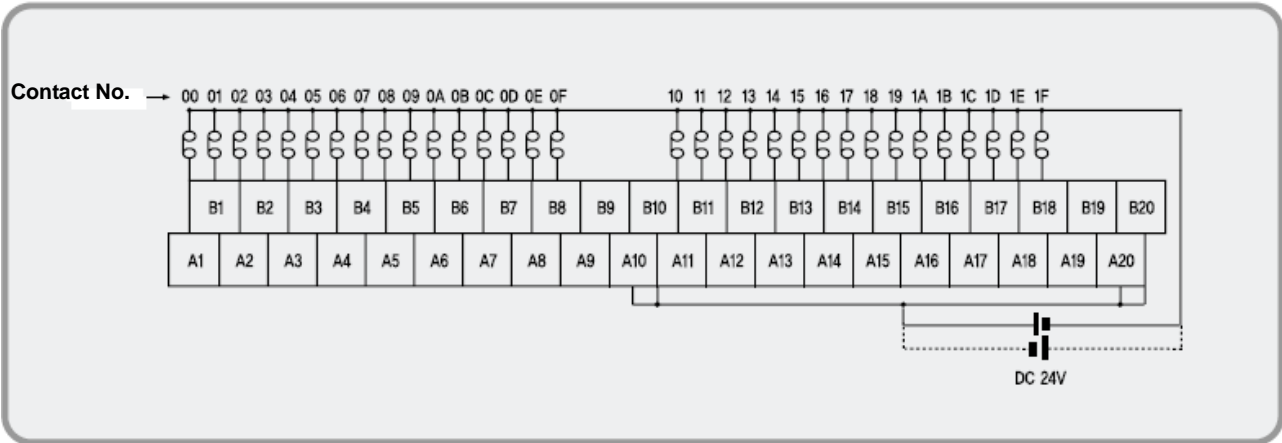 Contact No. → 00 01 02 03 04 05 06 07 08 09 0A 0B 0C 0D 0E 0F 10 11 12 13 14 15 16 17 18 19 1A 1B 1C 1D 1E 1F
B1 B2 B3 B4 B5 B6 B7 B8 B9 B10 B11 B12 B13 B14 B15 B16 B17 B18 B19 B20
A1 A2 A3 A4 A5 A6 A7 A8 A9 A10 A11 A12 A13 A14 A15 A16 A17 A18 A19 A20
DC 24V